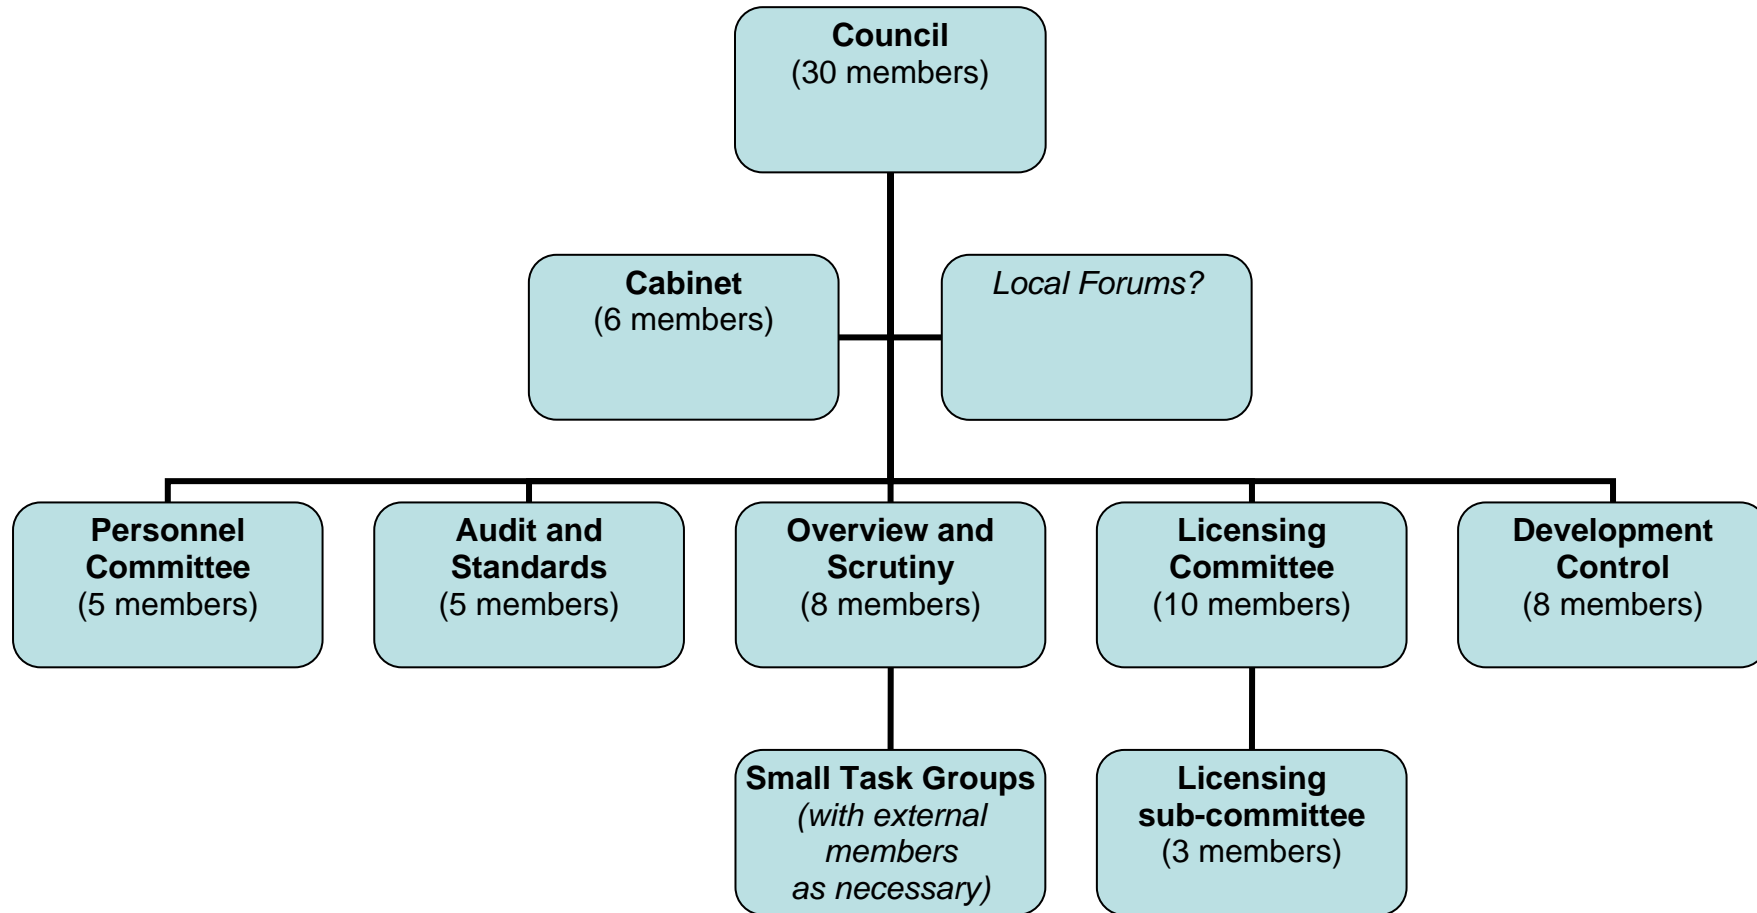 Council
(30 members)
Cabinet
(6 members)
Local Forums?
Personnel
Committee
(5 members)
Audit and
Standards
(5 members)
Overview and
Scrutiny
(8 members)
Licensing
Committee
(10 members)
Development
Control
(8 members)
Small Task Groups
(with external
members
as necessary)
Licensing
sub-committee
(3 members)